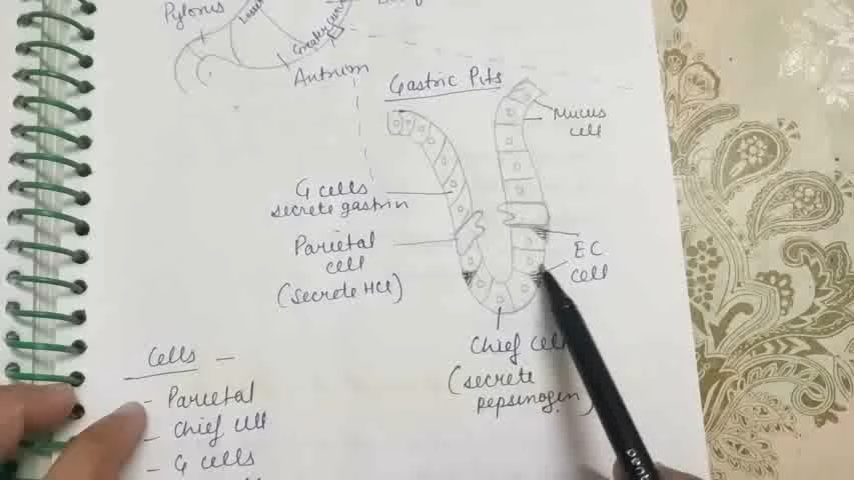 Pylorus
Antrum
Gastric Pits
Mucus
cell
G cells
secrete gastrin
Parietal
cell
(secrete HCl)
EC
cell
Chief cell
(secrete
pepsinogen)
Cells —
- Parietal
- Chief cell
- G cells